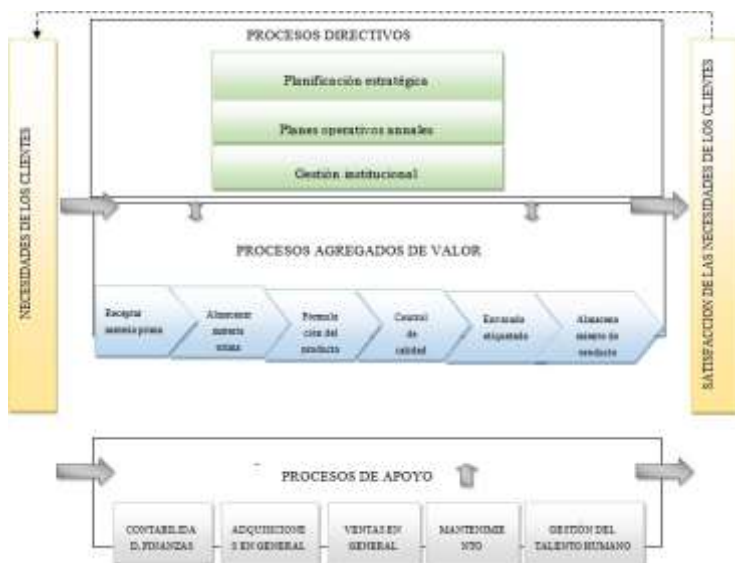 PROCESOS DIRECTIVOS
NECESIDADES DE LOS CLIENTES
Planificación estratégica
Planes operativos annales
Gestión institucional
SATISFACCION DE LAS NECESIDADES DE LOS CLIENTES
PROCESOS AGREGADOS DE VALOR
Receptar
materia prima
Almacenar
materia
prima
Formula
ción del
producto
Control
de
calidad
Envasado
etiquetado
Almacena
miento de
producto
PROCESOS DE APOYO
CONTABILIDA
D, FINANZAS
ADQUISICIONE
S EN GENERAL
VENTAS EN
GENERAL
MANTENIMIE
NTO
GESTIÓN DEL
TALENTO HUMANO